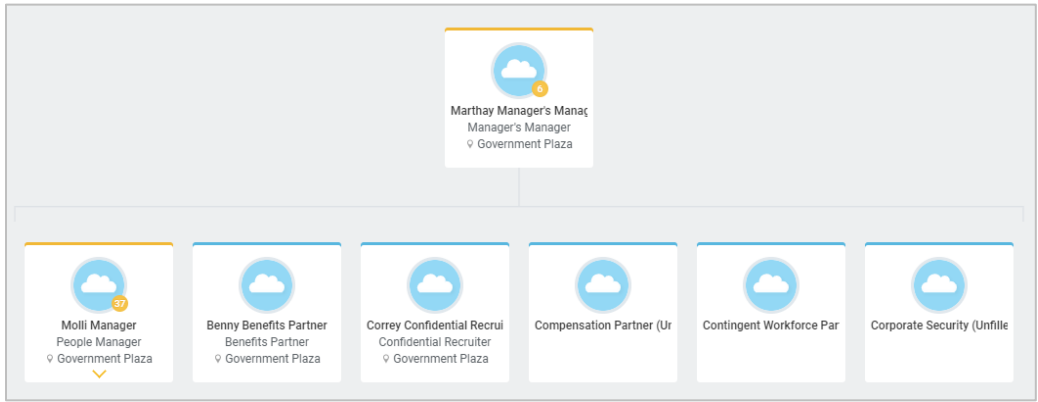 6
Marthay Manager's Manag
Manager's Manager
Government Plaza
37
Molli Manager
People Manager
Government Plaza
Benny Benefits Partner
Benefits Partner
Government Plaza
Correy Confidential Recrui
Confidential Recruiter
Government Plaza
Compensation Partner (Un
Contingent Workforce Par
Corporate Security (Unfille